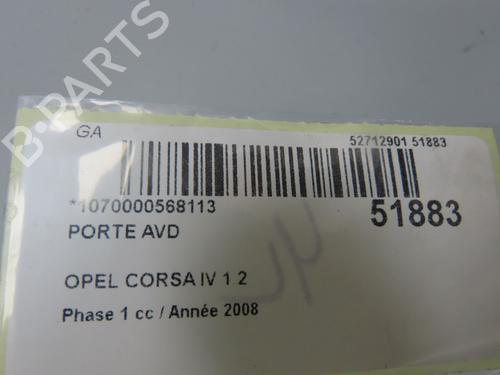 B-PARTS
GA
52712901 51883
*1070000568113
51883
PORTE AVD
OPEL CORSA IV 1 2
Phase 1 cc / Année 2008